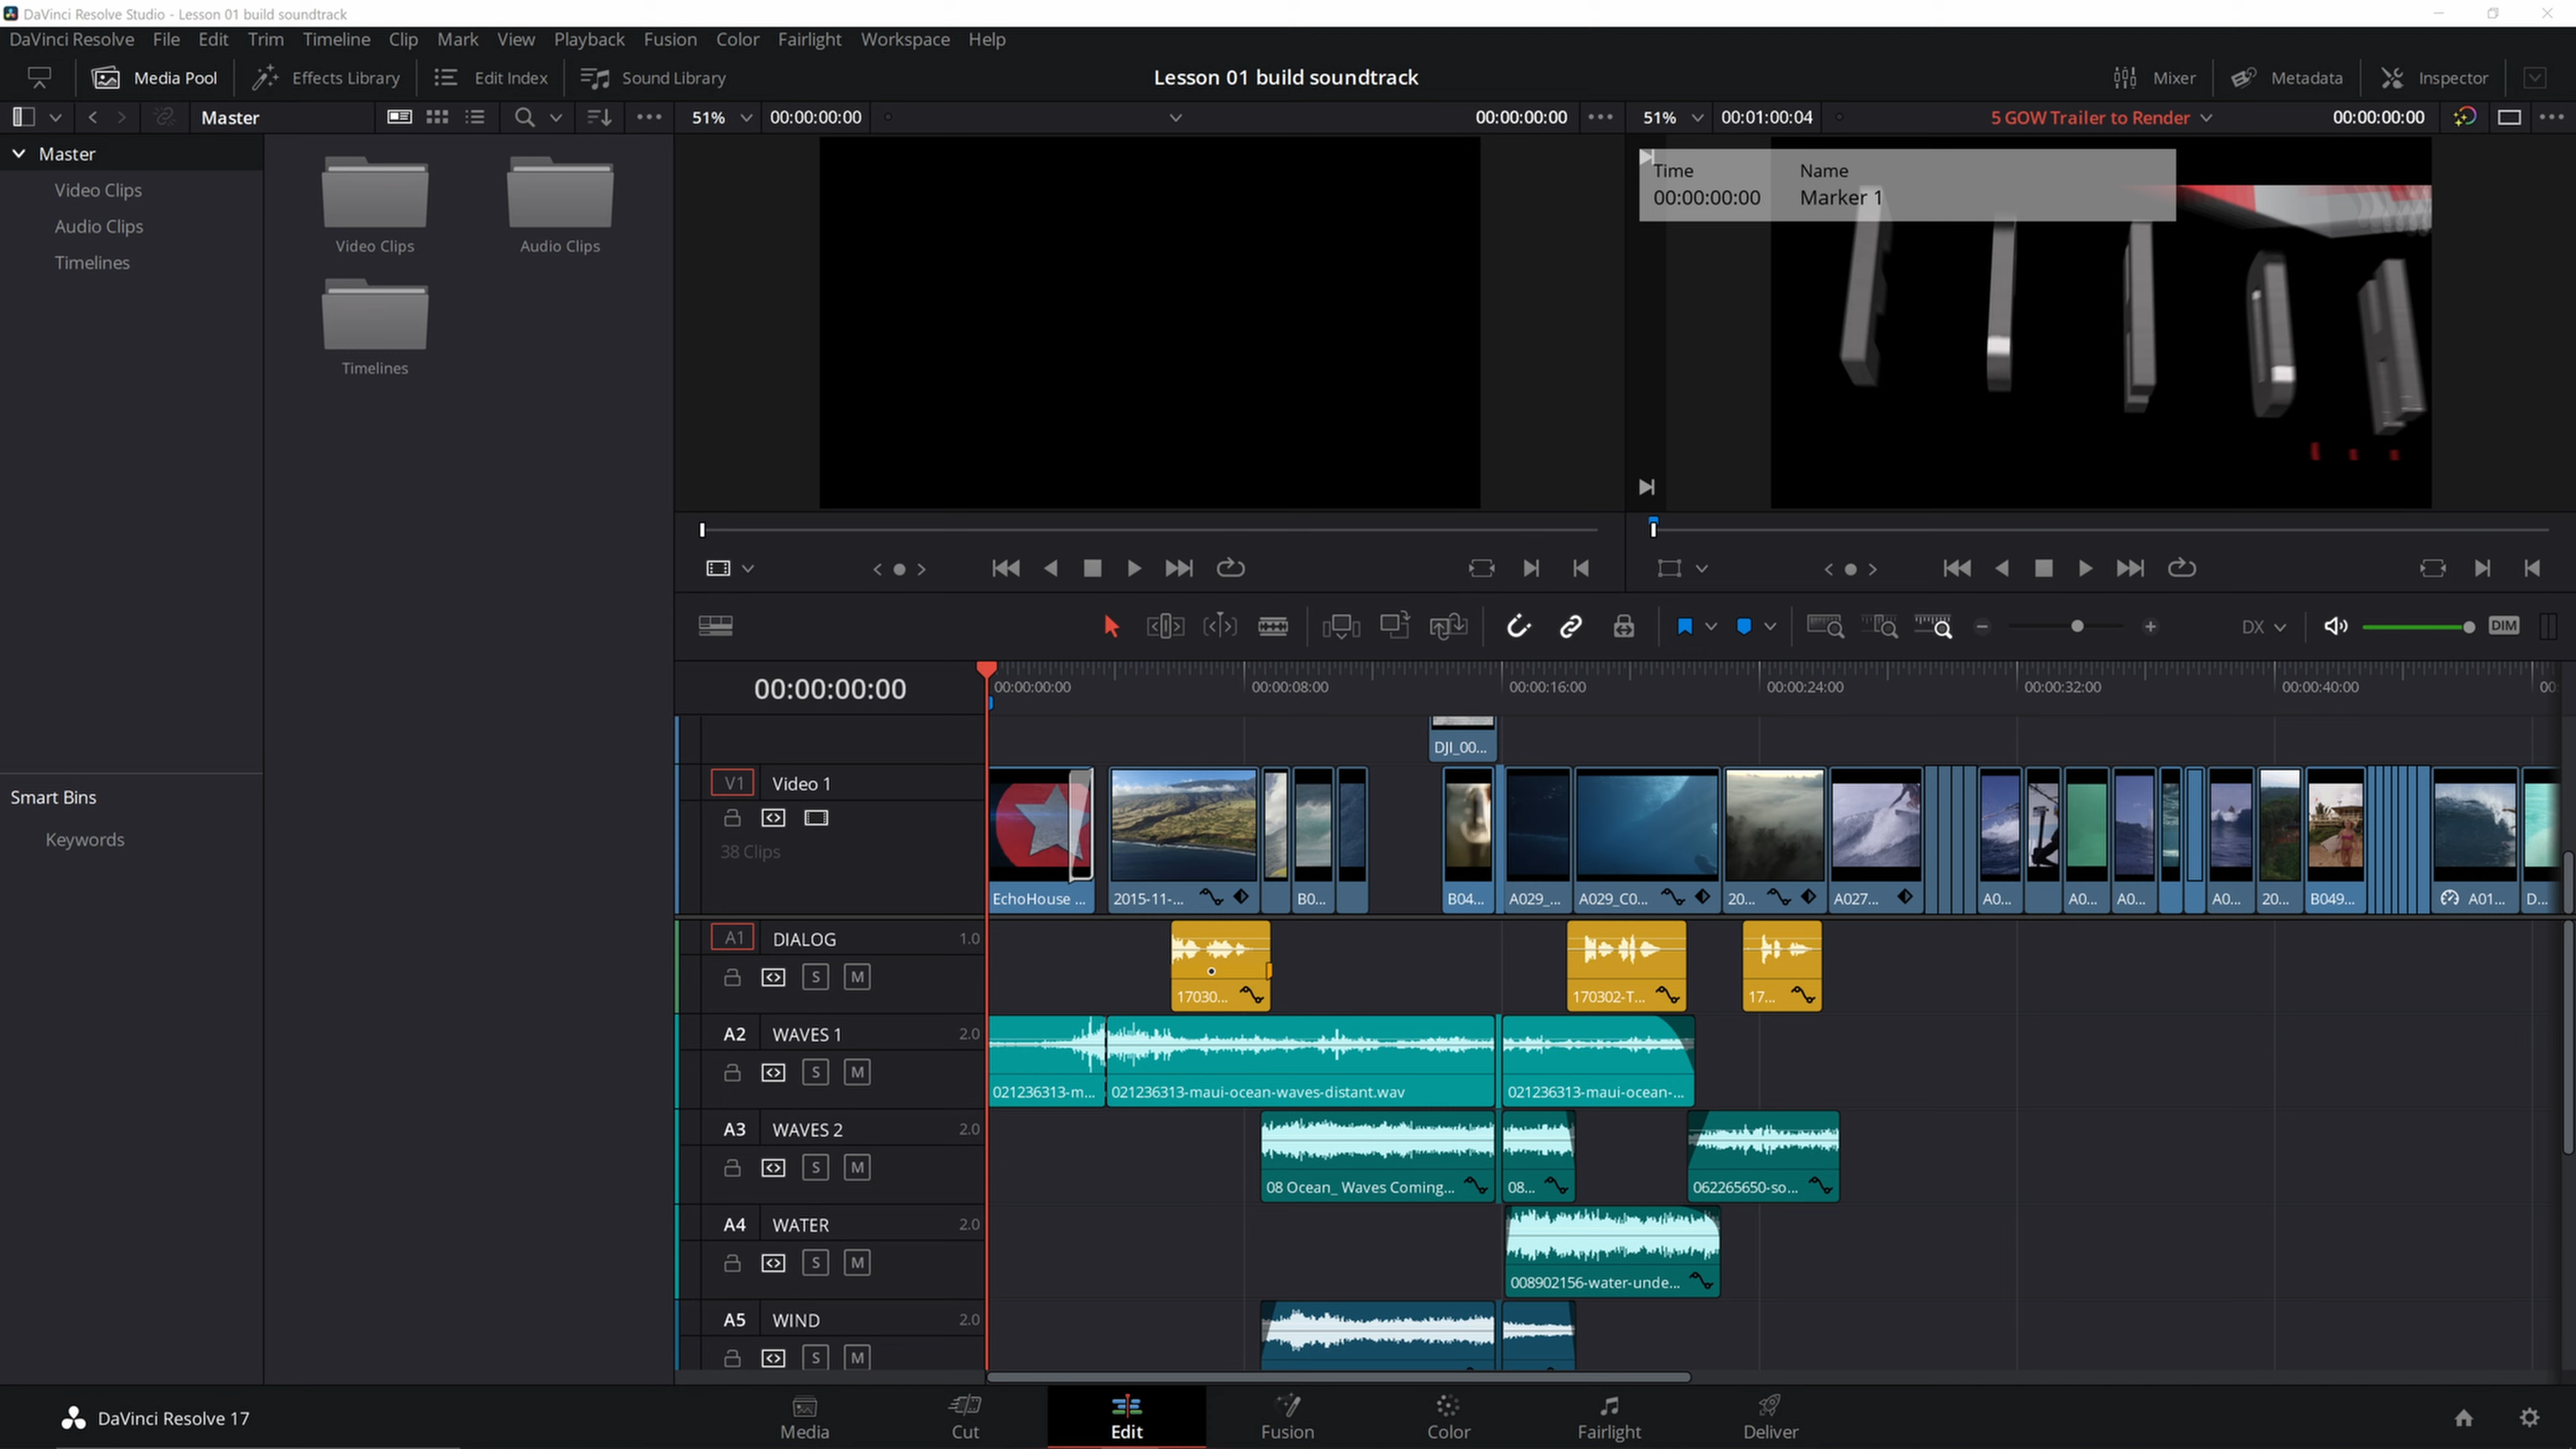 DaVinci Resolve Studio - Lesson 01 build soundtrack
DaVinci Resolve File Edit Trim Timeline Clip Mark View Playback Fusion Color Fairlight Workspace Help
Media Pool Effects Library Edit Index Sound Library Lesson 01 build soundtrack Mixer Metadata Inspector
Master 51% 00:00:00:00 00:00:00:00 51% 00:01:00:04 5 GOW Trailer to Render 00:00:00:00
Master
Video Clips
Audio Clips
Timelines
Video Clips Audio Clips
Timelines
Time Name
00:00:00:00 Marker 1
DX DIM
00:00:00:00 00:00:00:00 00:00:08:00 00:00:16:00 00:00:24:00 00:00:32:00 00:00:40:00 00:
DJI_00...
Smart Bins
Keywords
V1 Video 1
38 Clips
EchoHouse ... 2015-11-... B0... B04... A029_... A029_C0... 20... A027... A0... A0... A0... A0... 20... B049... A01... D...
A1 DIALOG 1.0
S M
17030... 170302-T... 17...
A2 WAVES 1 2.0
S M
021236313-m... 021236313-maui-ocean-waves-distant.wav 021236313-maui-ocean-...
A3 WAVES 2 2.0
S M
08 Ocean_ Waves Coming... 08... 062265650-so...
A4 WATER 2.0
S M
008902156-water-unde...
A5 WIND 2.0
S M
DaVinci Resolve 17 Media Cut Edit Fusion Color Fairlight Deliver